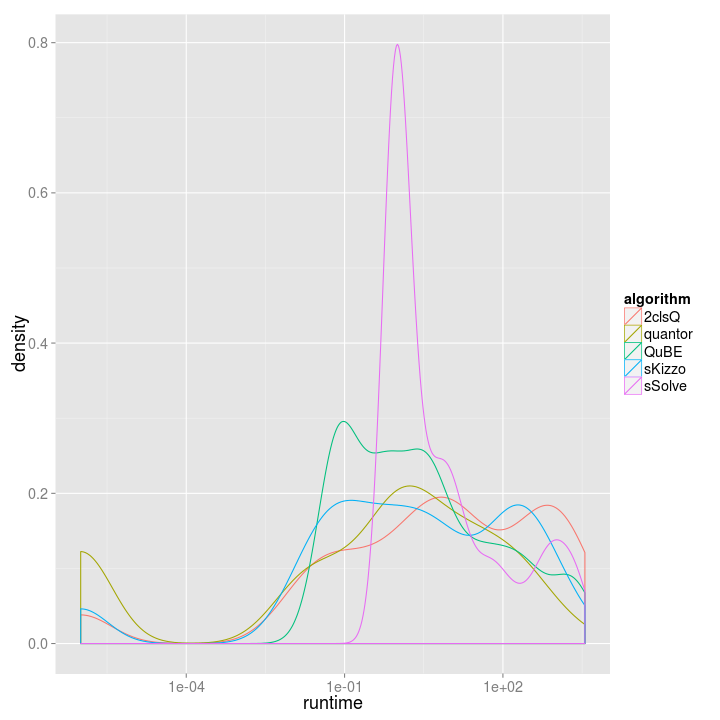 0.8
0.6
0.4
0.2
0.0
density
1e-04
1e-01
1e+02
runtime
algorithm
2clsQ
quantor
QuBE
sKizzo
sSolve